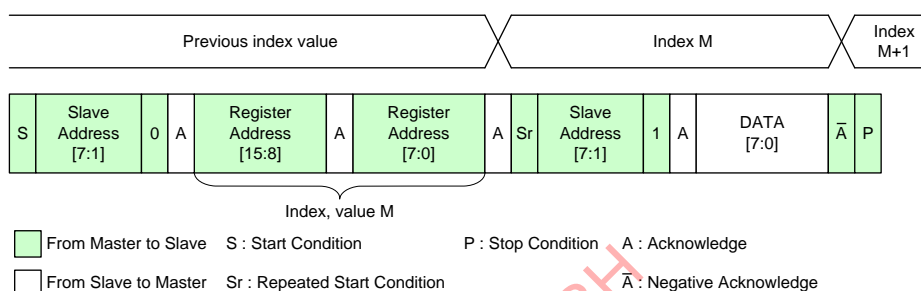 Previous index value
Index M
Index
M+1
S
Slave
Address
[7:1]
0
A
Register
Address
[15:8]
A
Register
Address
[7:0]
A
Sr
Slave
Address
[7:1]
1
A
DATA
[7:0]
A̅
P
Index, value M
From Master to Slave
S : Start Condition
P : Stop Condition
A : Acknowledge
From Slave to Master
Sr : Repeated Start Condition
A̅ : Negative Acknowledge